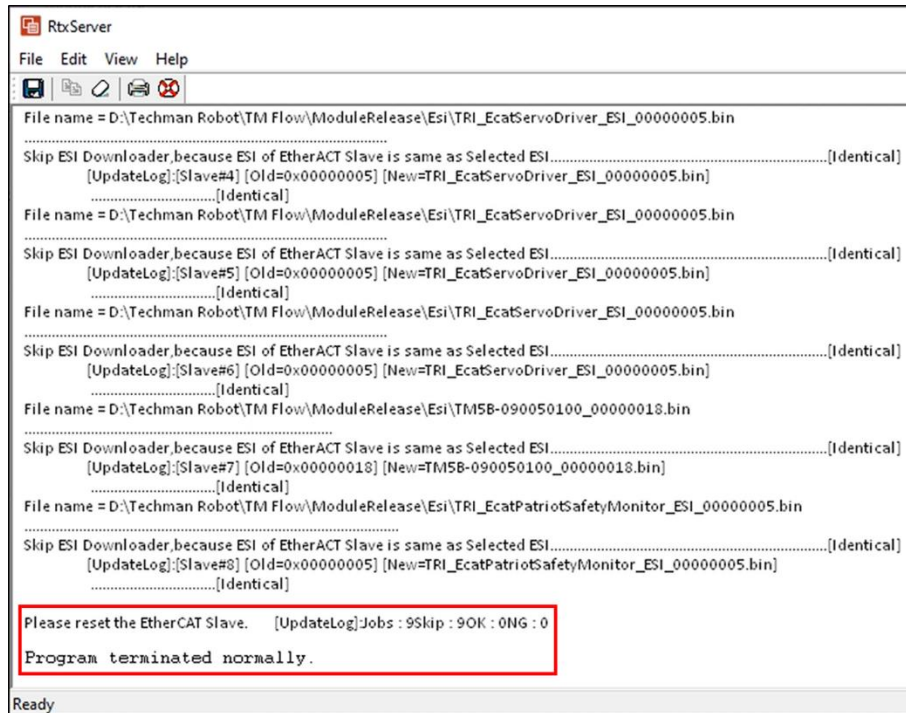 RtxServer
File Edit View Help
File name = D:\Techman Robot\TM Flow\ModuleRelease\Esi\TRI_EcatServoDriver_ESI_00000005.bin
................................................................................................
Skip ESI Downloader,because ESI of EtherACT Slave is same as Selected ESI..........................................................................[Identical]
[UpdateLog]:[Slave#4] [Old=0x00000005] [New=TRI_EcatServoDriver_ESI_00000005.bin]
.................................[Identical]
File name = D:\Techman Robot\TM Flow\ModuleRelease\Esi\TRI_EcatServoDriver_ESI_00000005.bin
................................................................................................
Skip ESI Downloader,because ESI of EtherACT Slave is same as Selected ESI..........................................................................[Identical]
[UpdateLog]:[Slave#5] [Old=0x00000005] [New=TRI_EcatServoDriver_ESI_00000005.bin]
.................................[Identical]
File name = D:\Techman Robot\TM Flow\ModuleRelease\Esi\TRI_EcatServoDriver_ESI_00000005.bin
................................................................................................
Skip ESI Downloader,because ESI of EtherACT Slave is same as Selected ESI..........................................................................[Identical]
[UpdateLog]:[Slave#6] [Old=0x00000005] [New=TRI_EcatServoDriver_ESI_00000005.bin]
.................................[Identical]
File name = D:\Techman Robot\TM Flow\ModuleRelease\Esi\TM5B-090050100_00000018.bin
..................................................................................
Skip ESI Downloader,because ESI of EtherACT Slave is same as Selected ESI..........................................................................[Identical]
[UpdateLog]:[Slave#7] [Old=0x00000018] [New=TM5B-090050100_00000018.bin]
.................................[Identical]
File name = D:\Techman Robot\TM Flow\ModuleRelease\Esi\TRI_EcatPatriotSafetyMonitor_ESI_00000005.bin
...................................................................................................
Skip ESI Downloader,because ESI of EtherACT Slave is same as Selected ESI..........................................................................[Identical]
[UpdateLog]:[Slave#8] [Old=0x00000005] [New=TRI_EcatPatriotSafetyMonitor_ESI_00000005.bin]
.................................[Identical]
Please reset the EtherCAT Slave. [UpdateLog]:Jobs : 9Skip : 9OK : 0NG : 0
Program terminated normally.
Ready